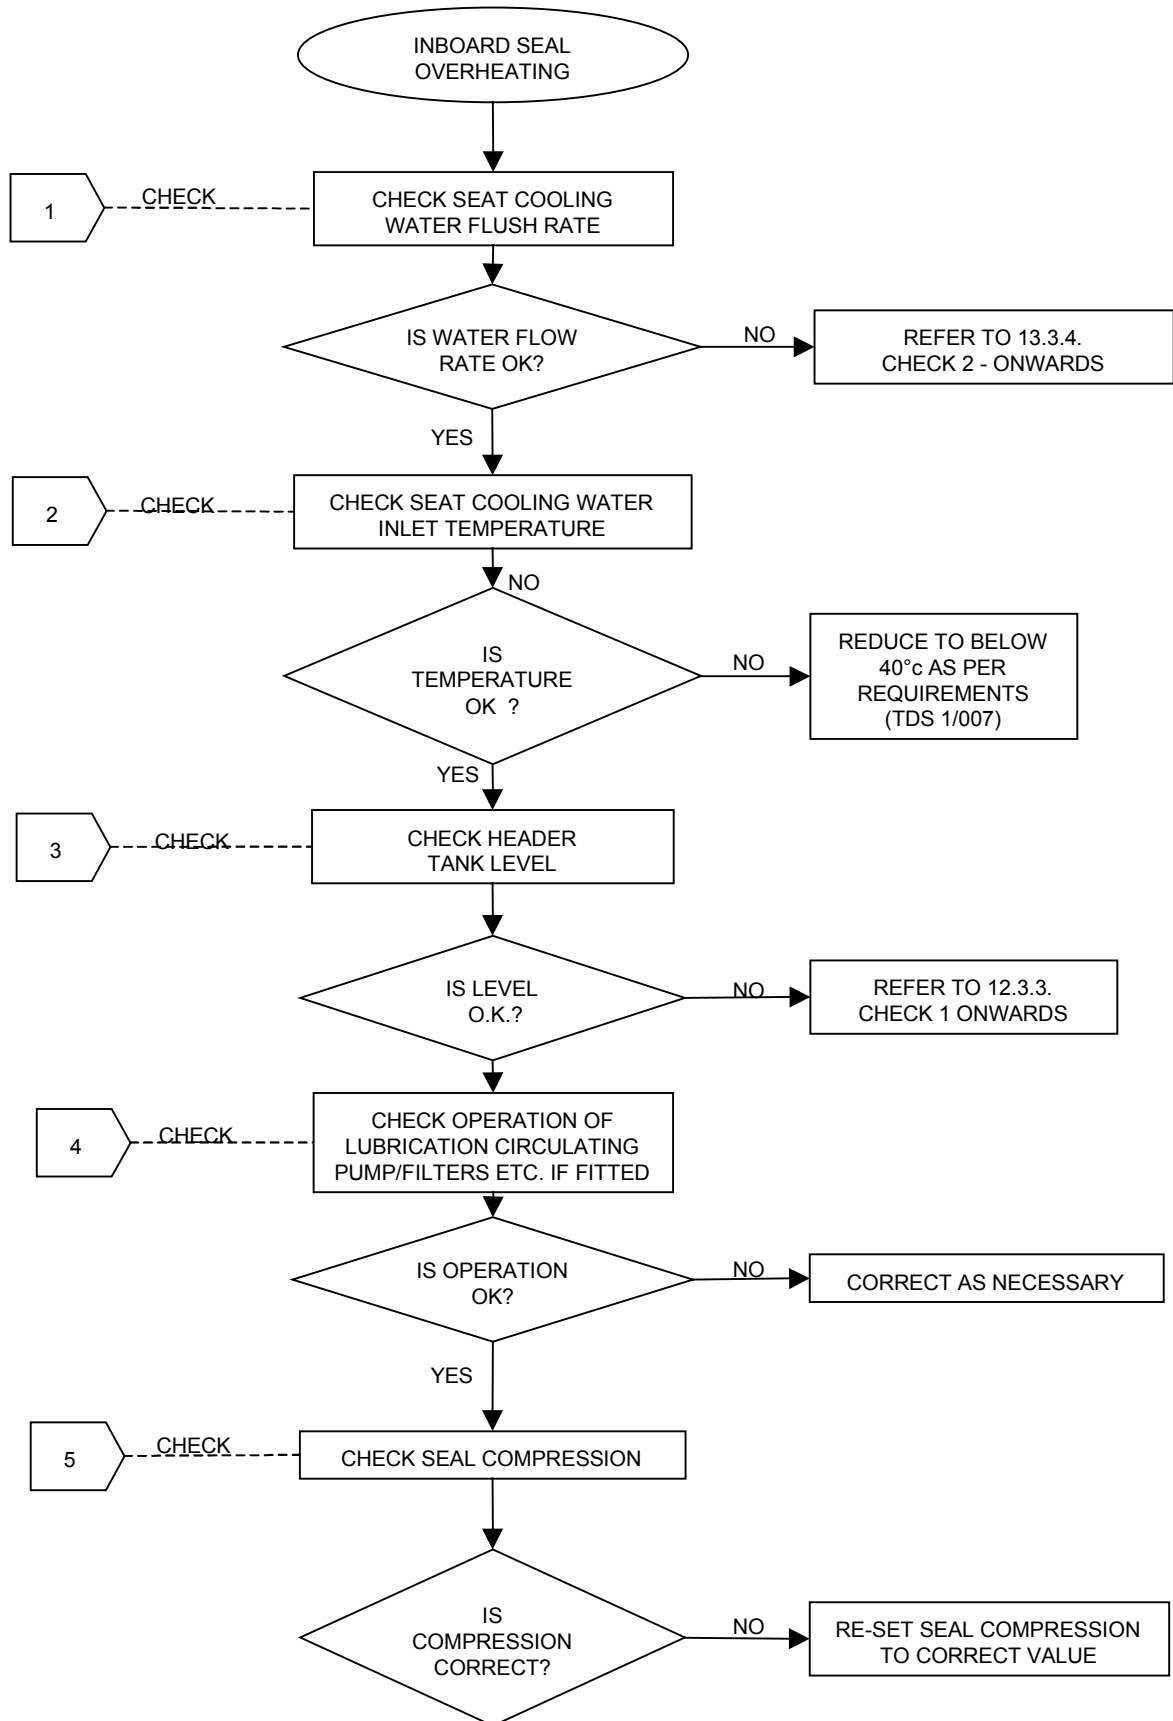 INBOARD SEAL
OVERHEATING
1
CHECK
CHECK SEAT COOLING
WATER FLUSH RATE
IS WATER FLOW
RATE OK?
NO
REFER TO 13.3.4.
CHECK 2 - ONWARDS
YES
2
CHECK
CHECK SEAT COOLING WATER
INLET TEMPERATURE
NO
IS
TEMPERATURE
OK ?
NO
REDUCE TO BELOW
40°c AS PER
REQUIREMENTS
(TDS 1/007)
YES
3
CHECK
CHECK HEADER
TANK LEVEL
IS LEVEL
O.K.?
NO
REFER TO 12.3.3.
CHECK 1 ONWARDS
4
CHECK
CHECK OPERATION OF
LUBRICATION CIRCULATING
PUMP/FILTERS ETC. IF FITTED
IS OPERATION
OK?
NO
CORRECT AS NECESSARY
YES
5
CHECK
CHECK SEAL COMPRESSION
IS
COMPRESSION
CORRECT?
NO
RE-SET SEAL COMPRESSION
TO CORRECT VALUE